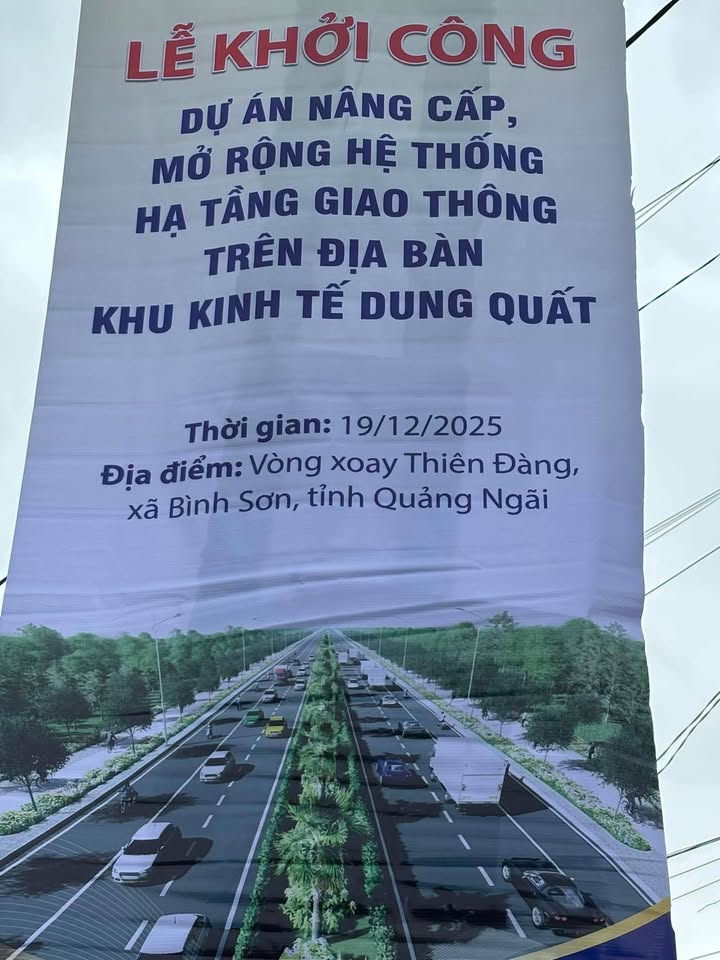 LỄ KHỞI CÔNG
DỰ ÁN NÂNG CẤP,
MỞ RỘNG HỆ THỐNG
HẠ TẦNG GIAO THÔNG
TRÊN ĐỊA BÀN
KHU KINH TẾ DUNG QUẤT
Thời gian: 19/12/2025
Địa điểm: Vòng xoay Thiên Đàng,
xã Bình Sơn, tỉnh Quảng Ngãi